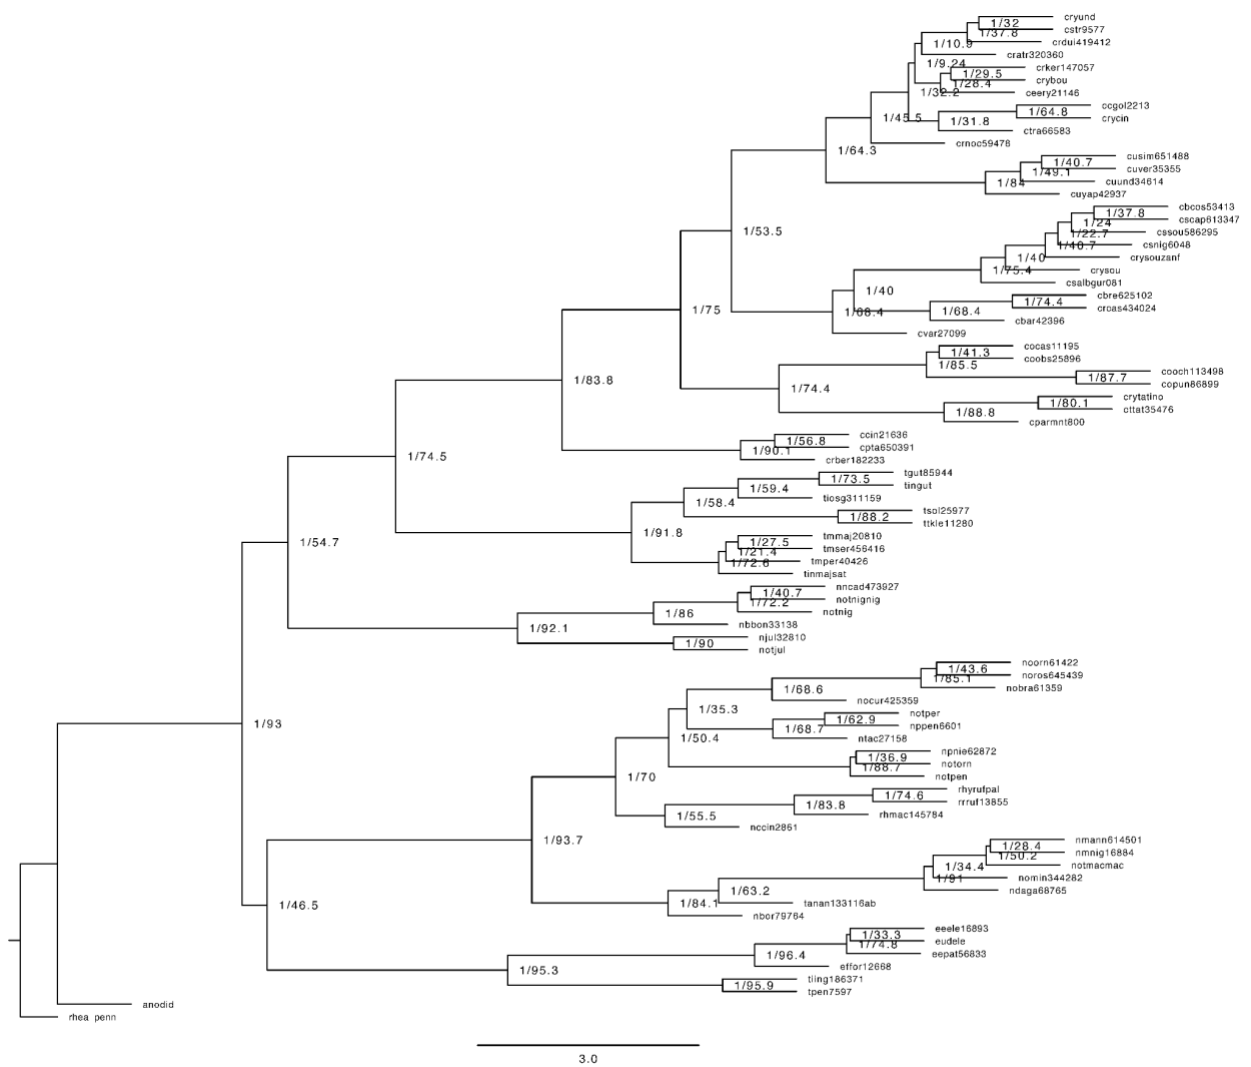 cryund
1/32
cstr9577
1/37.8
crdui419412
1/10.9
cratr320360
1/9.24
crker147057
1/29.5
crybou
1/28.4
ceery21146
1/32.2
ccgol2213
1/64.8
crycin
1/45.5
1/31.8
ctra66583
crnoc59478
1/64.3
cusim651488
1/40.7
cuver35355
1/49.1
cuund34614
1/84
cuyap42937
cbcos53413
1/37.8
cscap613347
1/24
cssou586295
1/22.7
csnig6048
1/40.7
1/53.5
crysouzanf
1/40
crysou
1/75.4
csalbgur081
1/40
cbre625102
1/74.4
croas434024
1/68.4
1/68.4
cbar42396
1/75
cvar27099
cocas11195
1/41.3
coobs25896
1/85.5
cooch113498
1/87.7
copun86899
1/83.8
1/74.4
crytatino
1/80.1
cttat35476
1/88.8
cparmnt800
ccin21636
1/56.8
cpta650391
1/90.1
crber182233
1/74.5
tgut85944
1/73.5
tingut
1/59.4
tiosg311159
1/58.4
tsol25977
1/88.2
ttkle11280
1/91.8
tmmaj20810
1/27.5
tmser456416
1/21.4
tmper40426
1/72.6
tinmajsat
1/54.7
nncad473927
1/40.7
notnignig
1/72.2
notnig
1/86
nbbon33138
1/92.1
njul32810
1/90
notjul
noorn61422
1/43.6
noros645439
1/85.1
nobra61359
1/68.6
nocur425359
1/35.3
notper
1/62.9
nppen6601
1/68.7
ntac27158
1/50.4
npnie62872
1/36.9
notorn
1/88.7
notpen
1/93
1/70
rhyrufpal
1/74.6
rrruf13855
1/83.8
rhmac145784
1/55.5
nccin2861
1/93.7
nmann614501
1/28.4
nmnig16884
1/50.2
notmacmac
1/34.4
nomin344282
1/91
ndaga68765
1/63.2
tanan133116ab
1/84.1
nbor79764
1/46.5
eeele16893
1/33.3
eudele
1/74.8
eepat56833
1/96.4
effor12668
1/95.3
tiing186371
1/95.9
tpen7597
anodid
rhea penn
3.0